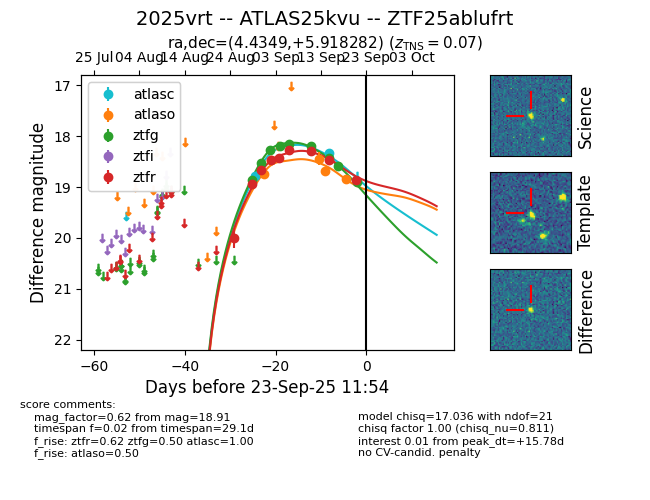 2025vrt -- ATLAS25kvu -- ZTF25ablufrt
ra,dec=(4.4349,+5.918282) (z_TNS = 0.07)
25 Jul 04 Aug 14 Aug 24 Aug 03 Sep 13 Sep 23 Sep 03 Oct
atlasc
atlaso
ztfg
ztfi
ztfr
17
18
19
20
21
22
Difference magnitude
−60 −40 −20 0
Days before 23-Sep-25 11:54
Science
Template
Difference
score comments:
mag_factor=0.62 from mag=18.91
timespan f=0.02 from timespan=29.1d
f_rise: ztfr=0.62 ztfg=0.50 atlasc=1.00
f_rise: atlaso=0.50
model chisq=17.036 with ndof=21
chisq factor 1.00 (chisq_nu=0.811)
interest 0.01 from peak_dt=+15.78d
no CV-candid. penalty